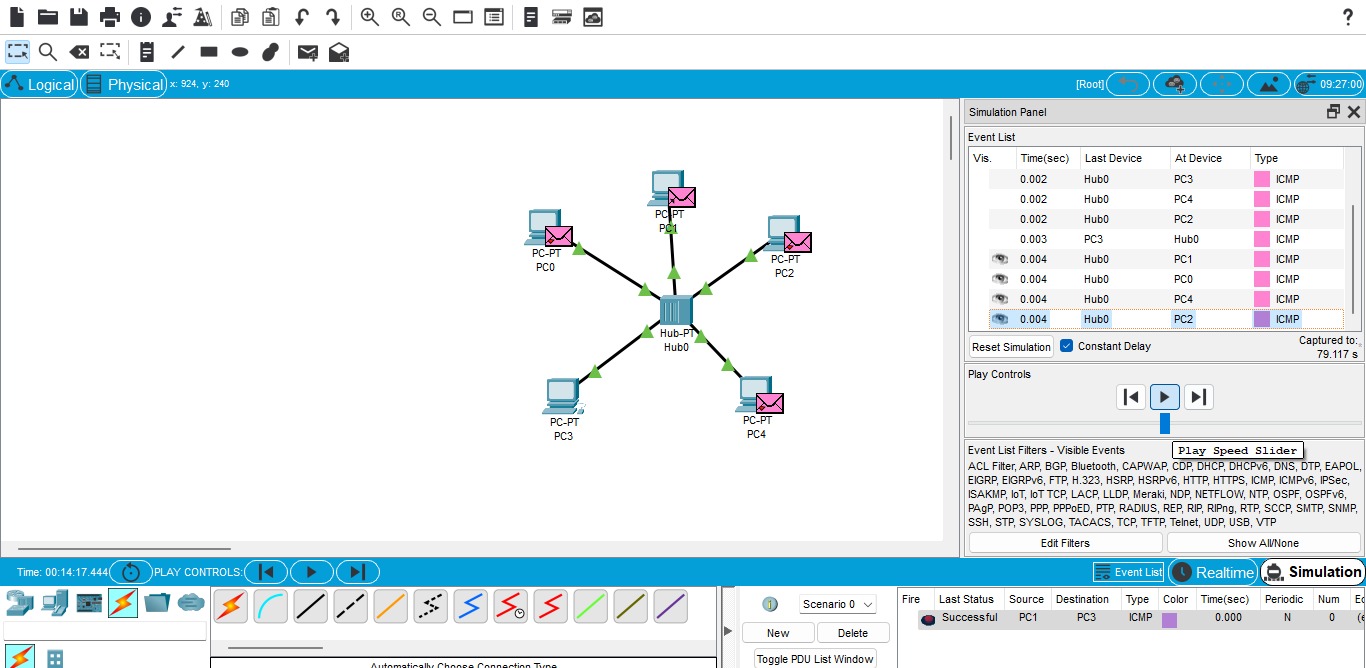 ?
Logical
Physical
x: 924, y: 240
[Root]
09:27:00
Simulation Panel
Event List
Vis. Time(sec) Last Device At Device Type
0.002 Hub0 PC3 ICMP
0.002 Hub0 PC4 ICMP
0.002 Hub0 PC2 ICMP
0.003 PC3 Hub0 ICMP
0.004 Hub0 PC1 ICMP
0.004 Hub0 PC0 ICMP
0.004 Hub0 PC4 ICMP
0.004 Hub0 PC2 ICMP
Reset Simulation
Constant Delay
Captured to:
79.117 s
Play Controls
Event List Filters - Visible Events
Play Speed Slider
ACL Filter, ARP, BGP, Bluetooth, CAPWAP, CDP, DHCP, DHCPv6, DNS, DTP, EAPOL,
EIGRP, EIGRPv6, FTP, H.323, HSRP, HSRPv6, HTTP, HTTPS, ICMP, ICMPv6, IPSec,
ISAKMP, IoT, IoT TCP, LACP, LLDP, Meraki, NDP, NETFLOW, NTP, OSPF, OSPFv6,
PAgP, POP3, PPP, PPPoED, PTP, RADIUS, REP, RIP, RIPng, RTP, SCCP, SMTP, SNMP,
SSH, STP, SYSLOG, TACACS, TCP, TFTP, Telnet, UDP, USB, VTP
Edit Filters
Show All/None
PC-PT
PC1
PC-PT
PC0
PC-PT
PC2
Hub-PT
Hub0
PC-PT
PC3
PC-PT
PC4
Time: 00:14:17.444
PLAY CONTROLS:
Event List
Realtime
Simulation
Scenario 0
New
Delete
Toggle PDU List Window
Fire Last Status Source Destination Type Color Time(sec) Periodic Num Ec
Successful PC1 PC3 ICMP 0.000 N 0 (e
Automatically Choose Connection Type